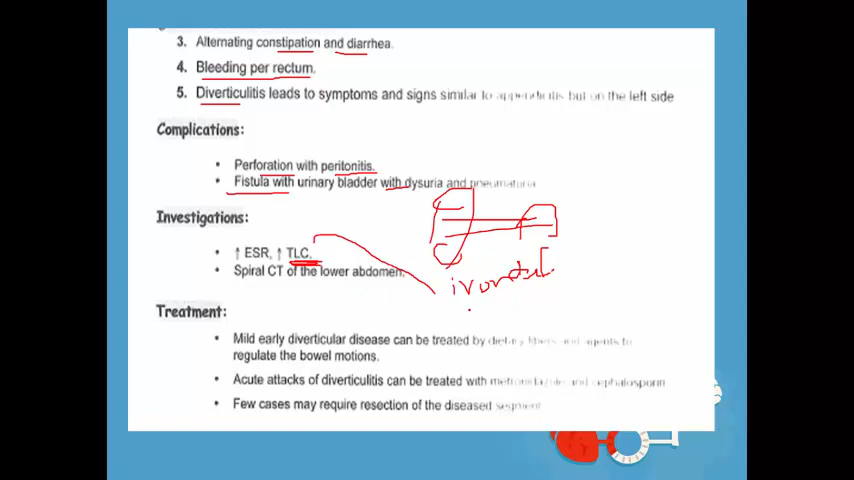 3. Alternating constipation and diarrhea.
4. Bleeding per rectum.
5. Diverticulitis leads to symptoms and signs similar to appendicitis but on the left side
Complications:
• Perforation with peritonitis.
• Fistula with urinary bladder with dysuria and pneumaturia
Investigations:
• ↑ ESR, ↑ TLC.
• Spiral CT of the lower abdomen.
Treatment:
• Mild early diverticular disease can be treated by dietary fibers and agents to
regulate the bowel motions.
• Acute attacks of diverticulitis can be treated with metronidazole and cephalosporin
• Few cases may require resection of the diseased segment